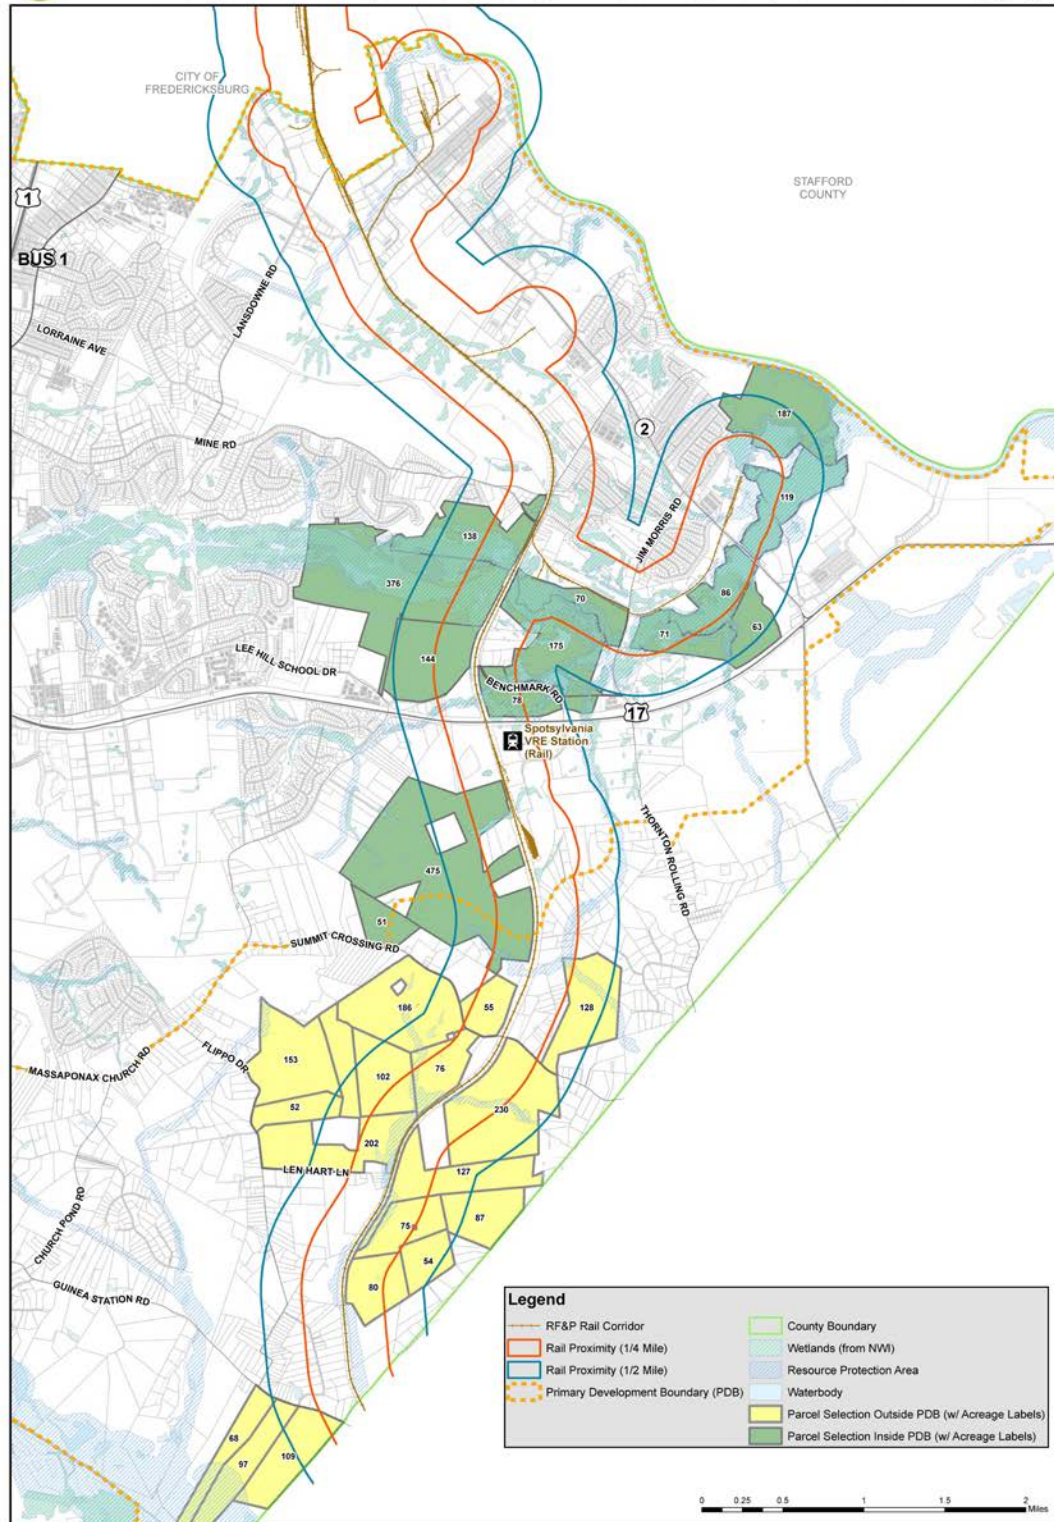 CITY OF
FREDERICKSBURG
STAFFORD
COUNTY
1
BUS 1
LANSDOWNE RD
LORRAINE AVE
2
187
MINE RD
119
JIM MORRIS RD
138
376
70
86
71
63
175
LEE HILL SCHOOL DR
144
BENCHMARK RD
78
17
Spotsylvania
VRE Station
(Rail)
THORNTON ROLLING RD
475
51
SUMMIT CROSSING RD
186
55
128
153
FLIPPO DR
102
76
MASSAPONAX CHURCH RD
52
230
202
LEN HART LN
127
75
87
CHURCH POND RD
54
80
GUINEA STATION RD
68
97
109
Legend
RF&P Rail Corridor
Rail Proximity (1/4 Mile)
Rail Proximity (1/2 Mile)
Primary Development Boundary (PDB)
County Boundary
Wetlands (from NWI)
Resource Protection Area
Waterbody
Parcel Selection Outside PDB (w/ Acreage Labels)
Parcel Selection Inside PDB (w/ Acreage Labels)
0 0.25 0.5 1 1.5 2
Miles